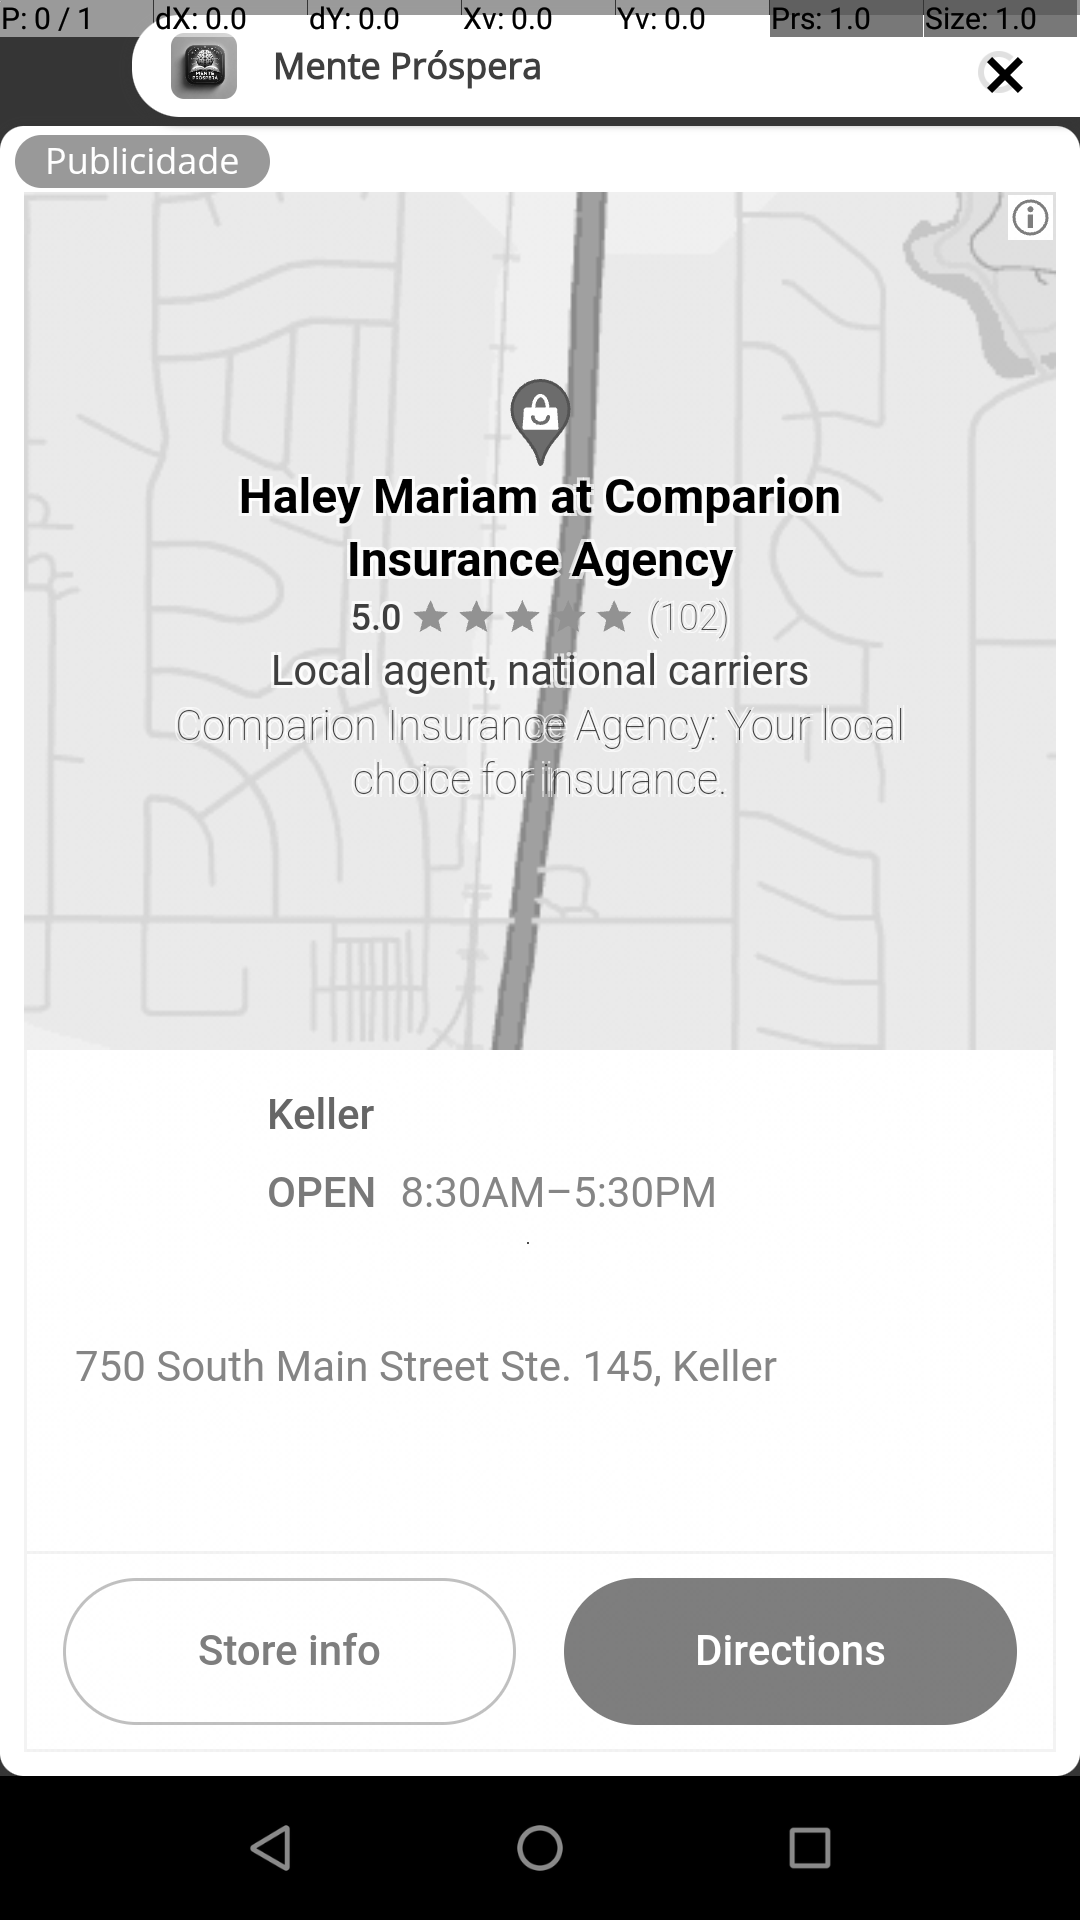 P: 0 / 1 dX: 0.0 dY: 0.0 Xv: 0.0 Yv: 0.0 Prs: 1.0 Size: 1.0
MENTE
PRÓSPERA
Mente Próspera
Publicidade
Haley Mariam at Comparion
Insurance Agency
5.0 ★ ★ ★ ★ ★ (102)
Local agent, national carriers
Comparion Insurance Agency: Your local
choice for insurance.
Keller
OPEN 8:30AM–5:30PM
750 South Main Street Ste. 145, Keller
Store info
Directions